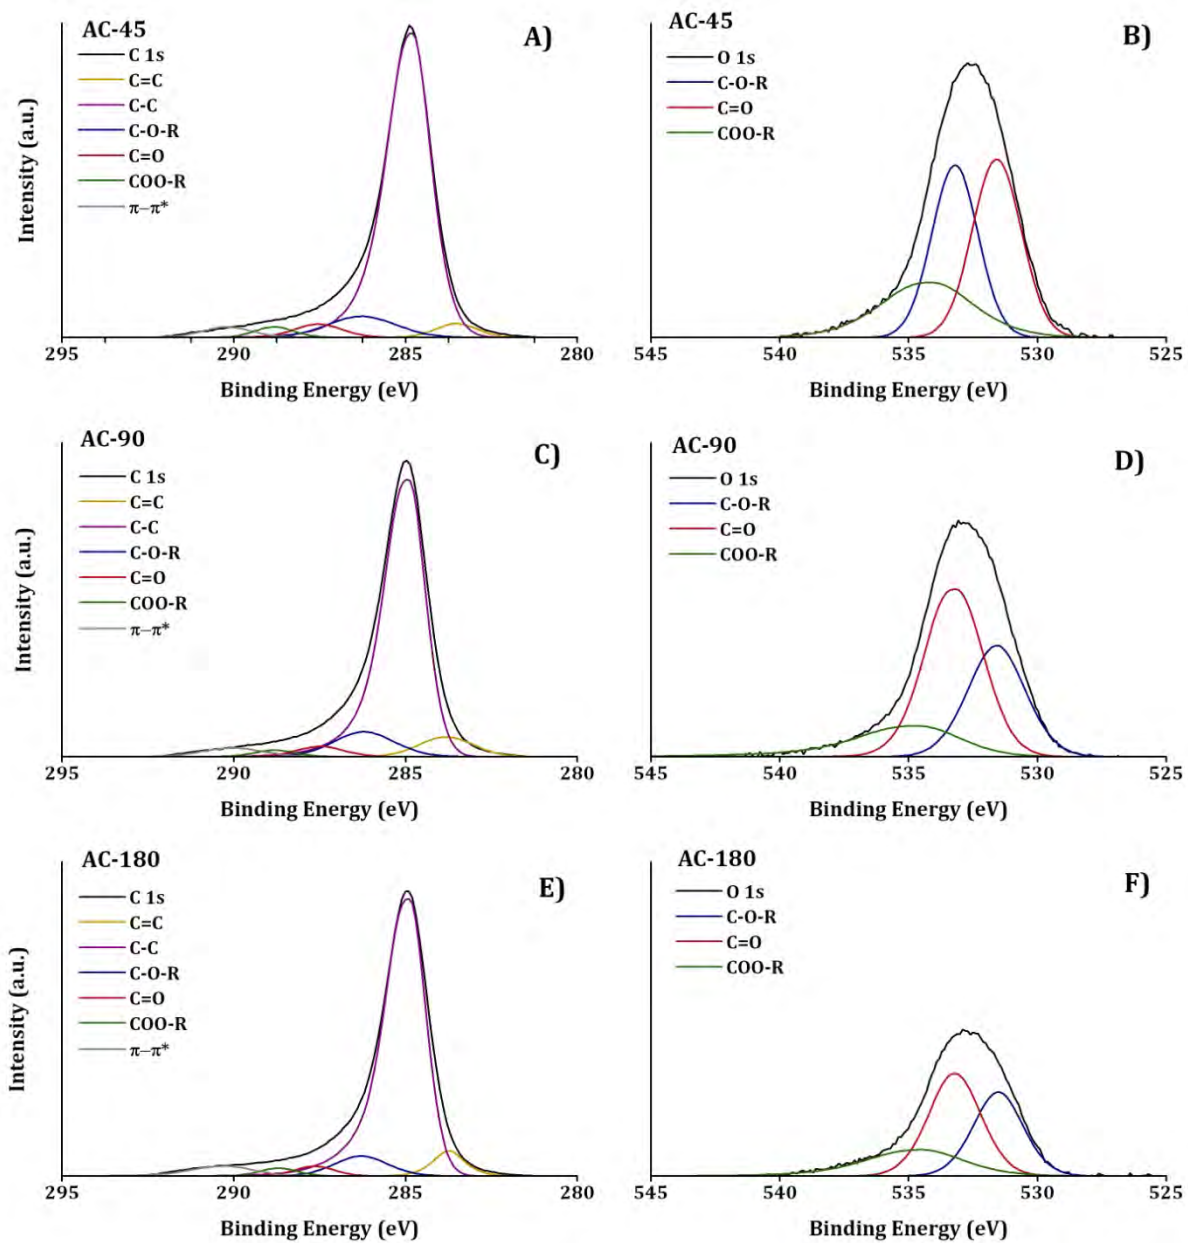 AC-45
A)
C 1s
C=C
C-C
C-O-R
C=O
COO-R
π-π*
Intensity (a.u.)
295 290 285 280
Binding Energy (eV)
AC-45
B)
O 1s
C-O-R
C=O
COO-R
545 540 535 530 525
Binding Energy (eV)
AC-90
C)
C 1s
C=C
C-C
C-O-R
C=O
COO-R
π-π*
Intensity (a.u.)
295 290 285 280
Binding Energy (eV)
AC-90
D)
O 1s
C-O-R
C=O
COO-R
545 540 535 530 525
Binding Energy (eV)
AC-180
E)
C 1s
C=C
C-C
C-O-R
C=O
COO-R
π-π*
Intensity (a.u.)
295 290 285 280
Binding Energy (eV)
AC-180
F)
O 1s
C-O-R
C=O
COO-R
545 540 535 530 525
Binding Energy (eV)